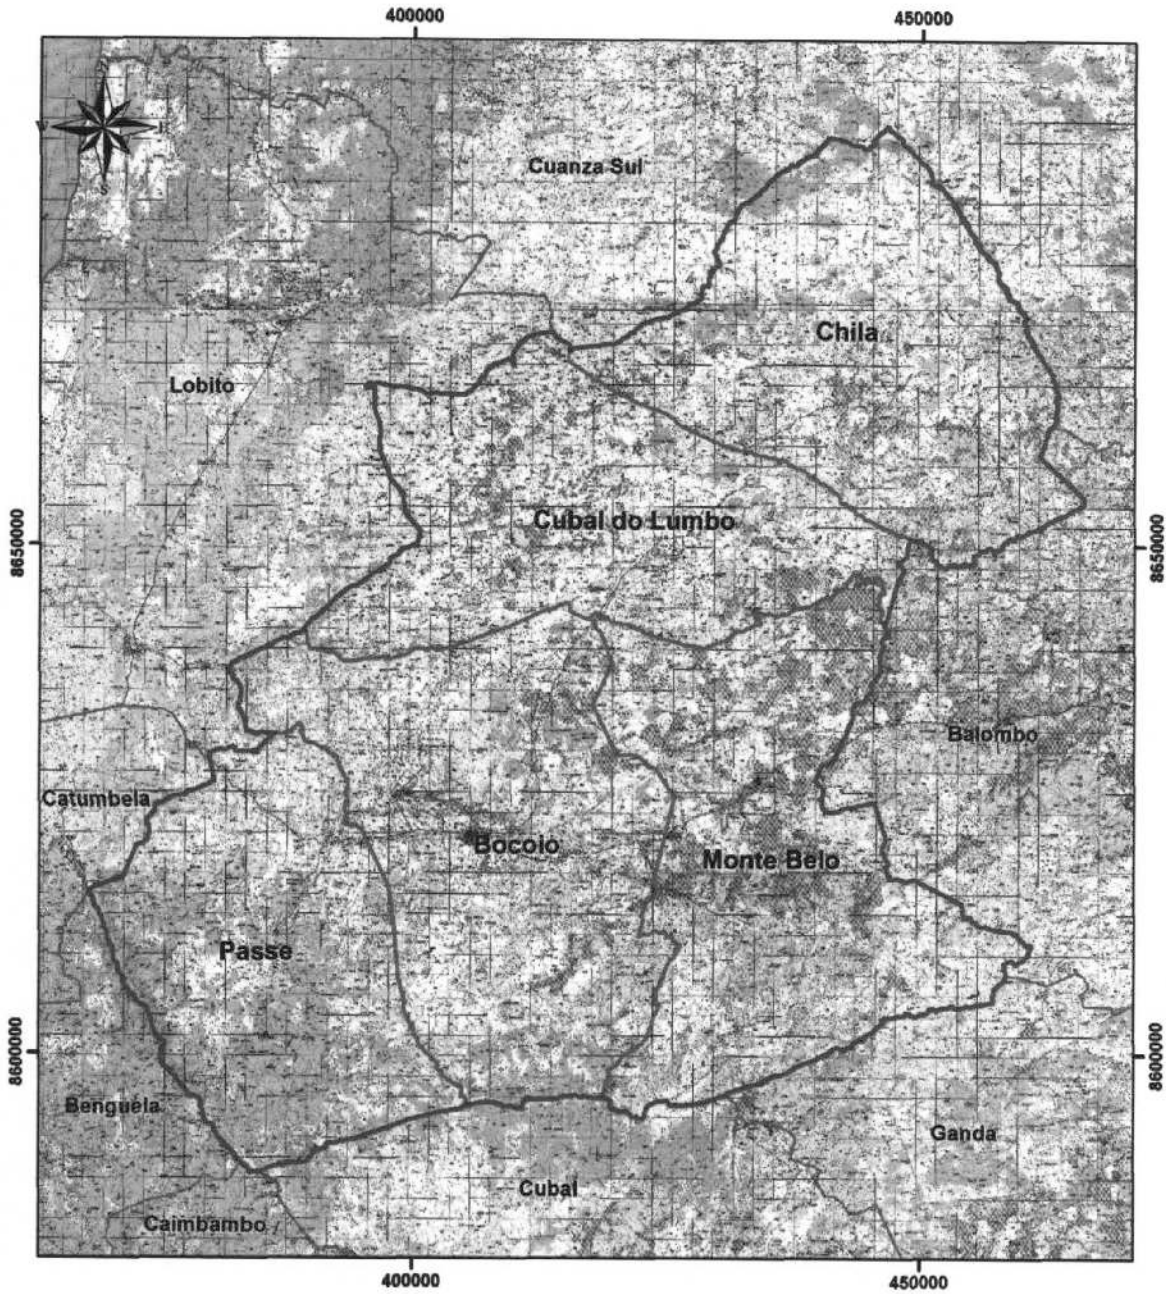 400000
450000
S
Cuanza Sul
Chila
Lobito
Cubal do Lumbo
8650000
8650000
Balombo
Catumbela
Bocoio
Monte Belo
Passe
8600000
8600000
Benguela
Ganda
Cubal
Caimbambo
400000
450000